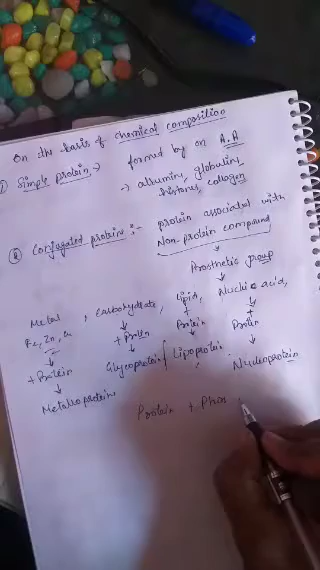 On the basis of chemical composition
① Simple protein → formed by on A.A
→ albumin, globulin,
histones, collagen
② Conjugated protein :- protein associated with
Non protein compound
↓
Prosthetic group
↓
Metal, Carbohydrate, lipid, Nucleic acid,
Fe, Zn, Cu ↓ + ↓
↓ + Protein Protein +
+ Protein ↓ ↓ Protein
↓ Glycoprotein Lipoprotein, ↓
Metalloproteins Nucleoprotein
Protein + Phos